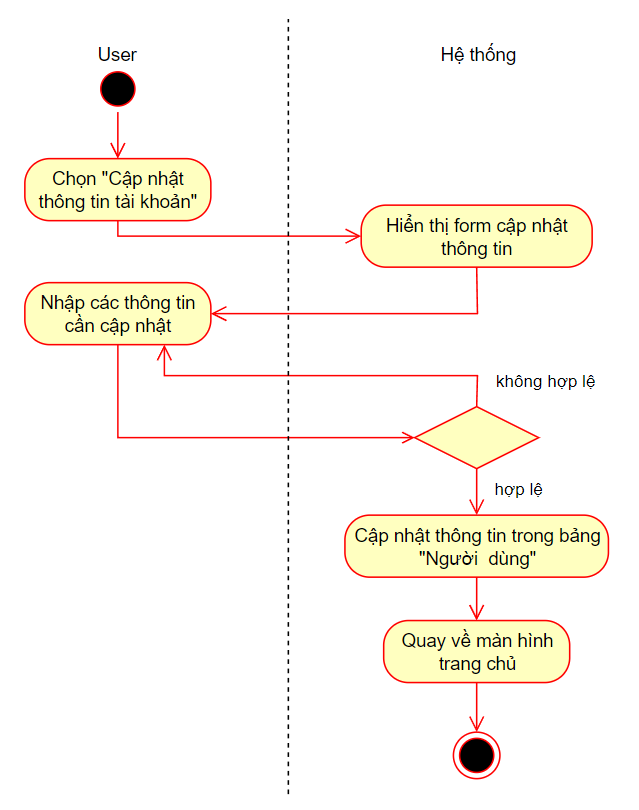 User
Hệ thống
Chọn "Cập nhật
thông tin tài khoản"
Hiển thị form cập nhật
thông tin
Nhập các thông tin
cần cập nhật
không hợp lệ
hợp lệ
Cập nhật thông tin trong bảng
"Người dùng"
Quay về màn hình
trang chủ